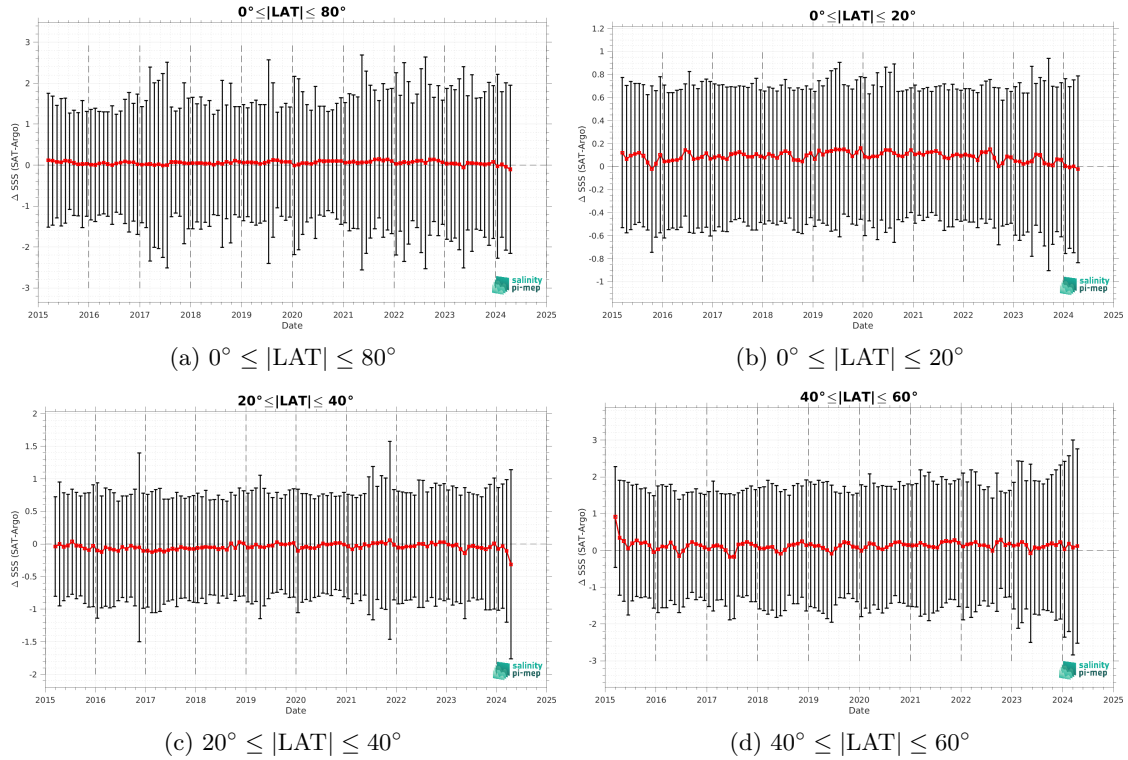 0°≤|LAT|≤ 80°
3
2
1
0
-1
-2
-3
Δ SSS (SAT-Argo)
2015 2016 2017 2018 2019 2020 2021 2022 2023 2024 2025
Date
salinity
pi-mep
(a) 0° ≤ |LAT| ≤ 80°
0°≤|LAT|≤ 20°
1.2
1
0.8
0.6
0.4
0.2
0
-0.2
-0.4
-0.6
-0.8
-1
Δ SSS (SAT-Argo)
2015 2016 2017 2018 2019 2020 2021 2022 2023 2024 2025
Date
salinity
pi-mep
(b) 0° ≤ |LAT| ≤ 20°
20°≤|LAT|≤ 40°
2
1.5
1
0.5
0
-0.5
-1
-1.5
-2
Δ SSS (SAT-Argo)
2015 2016 2017 2018 2019 2020 2021 2022 2023 2024 2025
Date
salinity
pi-mep
(c) 20° ≤ |LAT| ≤ 40°
40°≤|LAT|≤ 60°
3
2
1
0
-1
-2
-3
Δ SSS (SAT-Argo)
2015 2016 2017 2018 2019 2020 2021 2022 2023 2024 2025
Date
salinity
pi-mep
(d) 40° ≤ |LAT| ≤ 60°